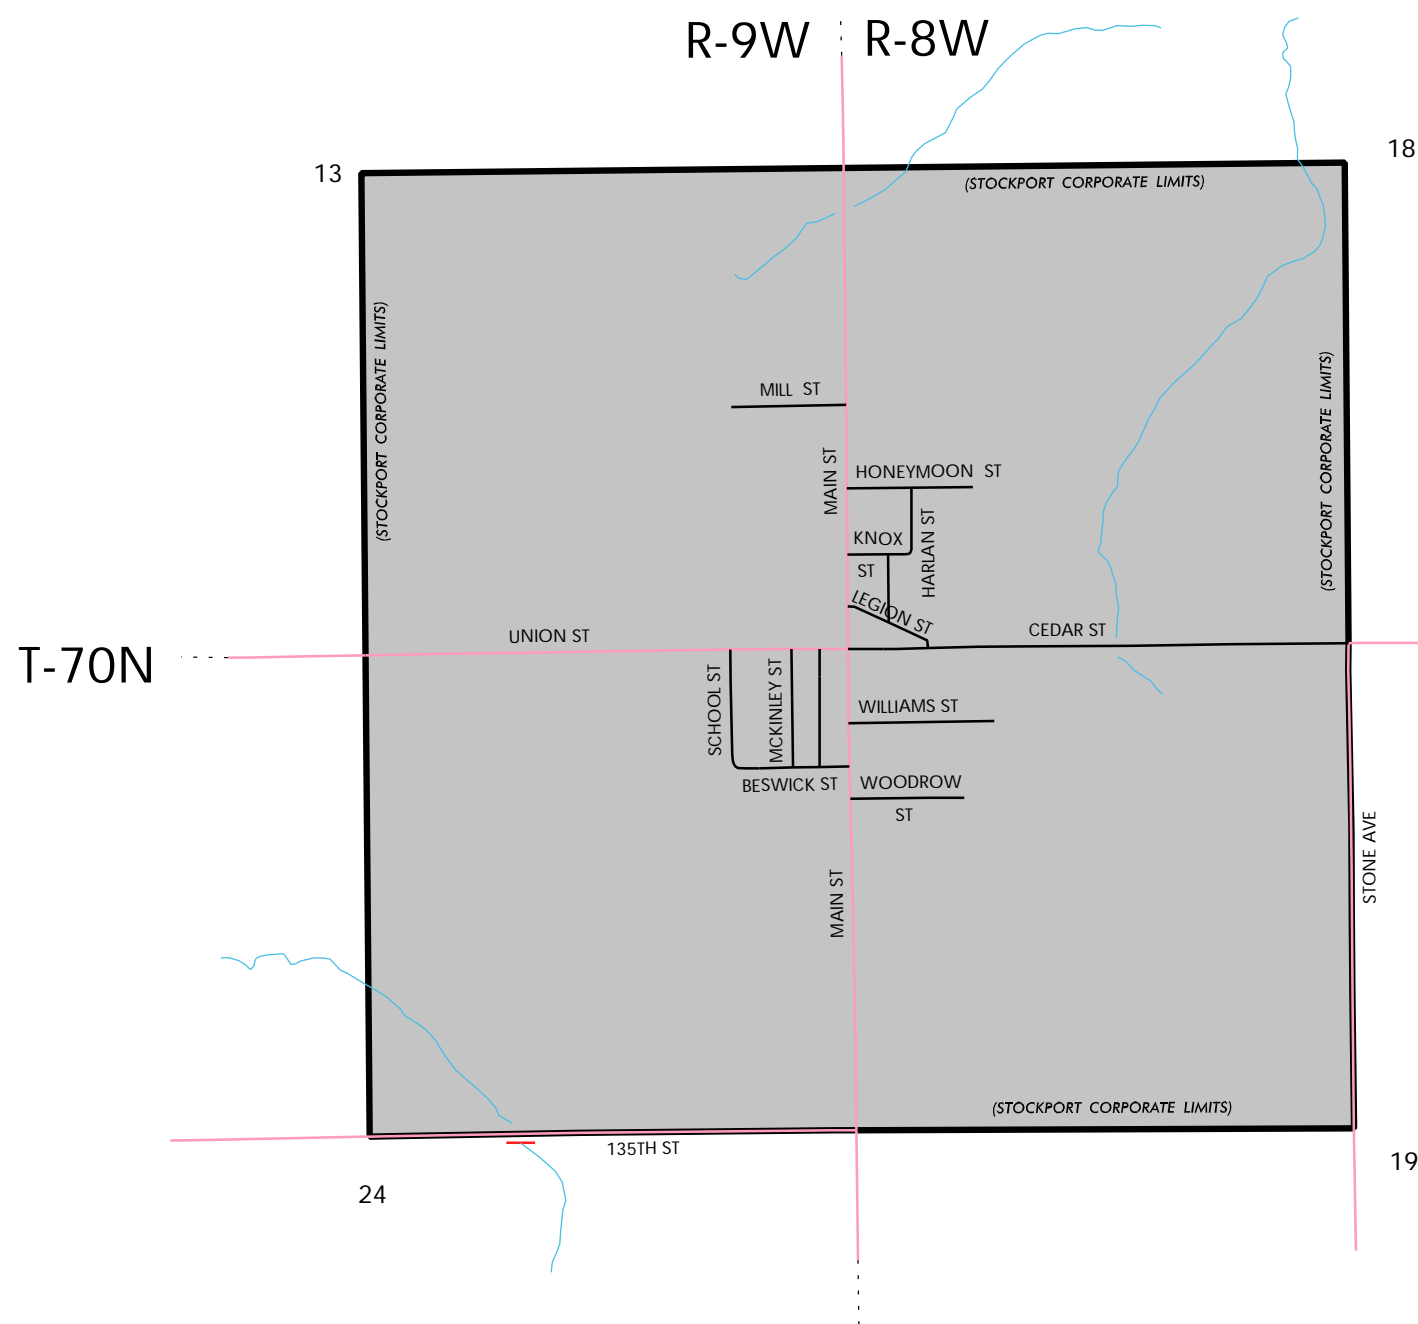 R-9W R-8W
13
18
(STOCKPORT CORPORATE LIMITS)
(STOCKPORT CORPORATE LIMITS)
(STOCKPORT CORPORATE LIMITS)
MILL ST
MAIN ST
HONEYMOON ST
HARLAN ST
KNOX
ST
LEGION ST
UNION ST
CEDAR ST
T-70N
SCHOOL ST
MCKINLEY ST
WILLIAMS ST
BESWICK ST
WOODROW
ST
STONE AVE
MAIN ST
(STOCKPORT CORPORATE LIMITS)
135TH ST
19
24